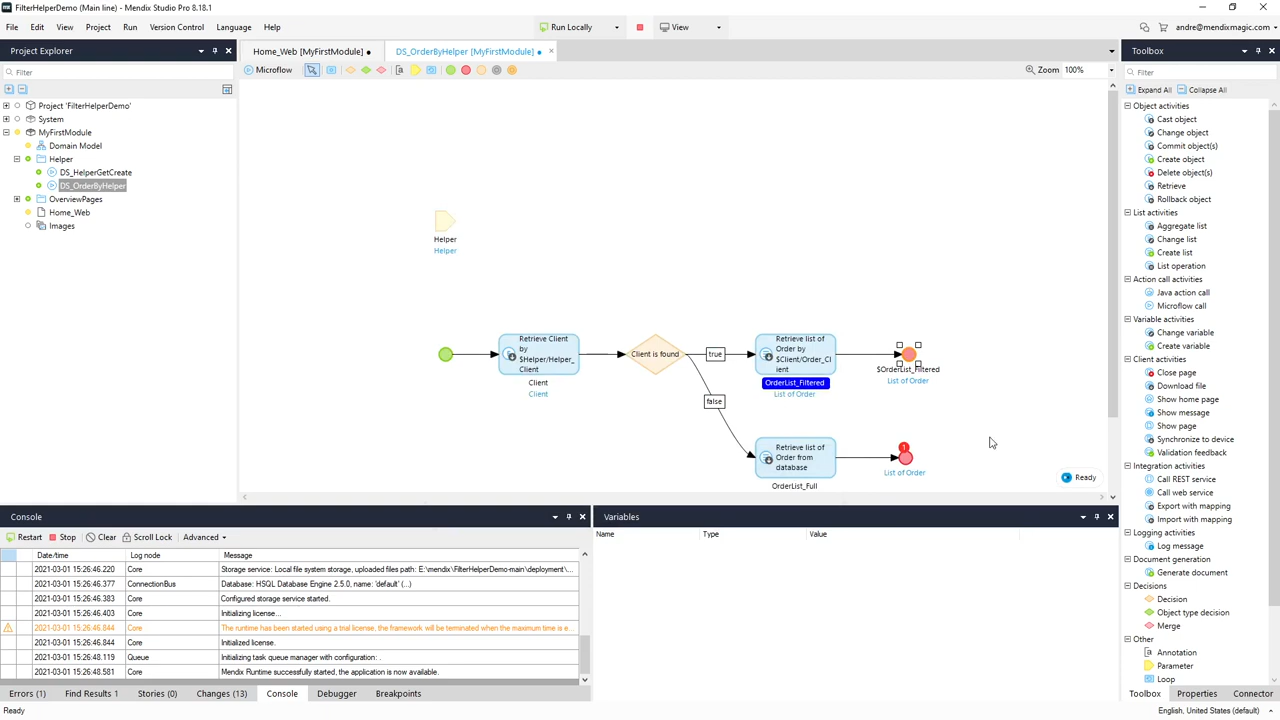 FilterHelperDemo (Main line) - Mendix Studio Pro 8.18.1
File Edit View Project Run Version Control Language Help
Run Locally
View
andre@mendixmagic.com
Project Explorer
Filter
Project 'FilterHelperDemo'
System
MyFirstModule
Domain Model
Helper
DS_HelperGetCreate
DS_OrderByHelper
OverviewPages
Home_Web
Images
Home_Web [MyFirstModule]
DS_OrderByHelper [MyFirstModule]
Microflow
Zoom 100%
Helper
Helper
Retrieve Client
by
$Helper/Helper_
Client
Client
Client
Client is found
true
false
Retrieve list of
Order by
$Client/Order_Cl
ient
OrderList_Filtered
List of Order
$OrderList_Filtered
List of Order
Retrieve list of
Order from
database
OrderList_Full
1
List of Order
Ready
Toolbox
Filter
Expand All Collapse All
Object activities
Cast object
Change object
Commit object(s)
Create object
Delete object(s)
Retrieve
Rollback object
List activities
Aggregate list
Change list
Create list
List operation
Action call activities
Java action call
Microflow call
Variable activities
Change variable
Create variable
Client activities
Close page
Download file
Show home page
Show message
Show page
Synchronize to device
Validation feedback
Integration activities
Call REST service
Call web service
Export with mapping
Import with mapping
Logging activities
Log message
Document generation
Generate document
Decisions
Decision
Object type decision
Merge
Other
Annotation
Parameter
Loop
Toolbox Properties Connector
Console
Restart Stop Clear Scroll Lock Advanced
Date/time Log node Message
2021-03-01 15:26:46.220 Core Storage service: Local file system storage, uploaded files path: E:\mendix\FilterHelperDemo-main\deployment\...
2021-03-01 15:26:46.377 ConnectionBus Database: HSQL Database Engine 2.5.0, name: 'default' (...)
2021-03-01 15:26:46.383 Core Configured storage service started.
2021-03-01 15:26:46.403 Core Initializing license...
2021-03-01 15:26:46.844 Core The runtime has been started using a trial license, the framework will be terminated when the maximum time is e...
2021-03-01 15:26:46.844 Core Initialized license.
2021-03-01 15:26:48.119 Queue Initializing task queue manager with configuration: .
2021-03-01 15:26:48.581 Core Mendix Runtime successfully started, the application is now available.
Variables
Name Type Value
Errors (1) Find Results 1 Stories (0) Changes (13) Console Debugger Breakpoints
Ready
English, United States (default)